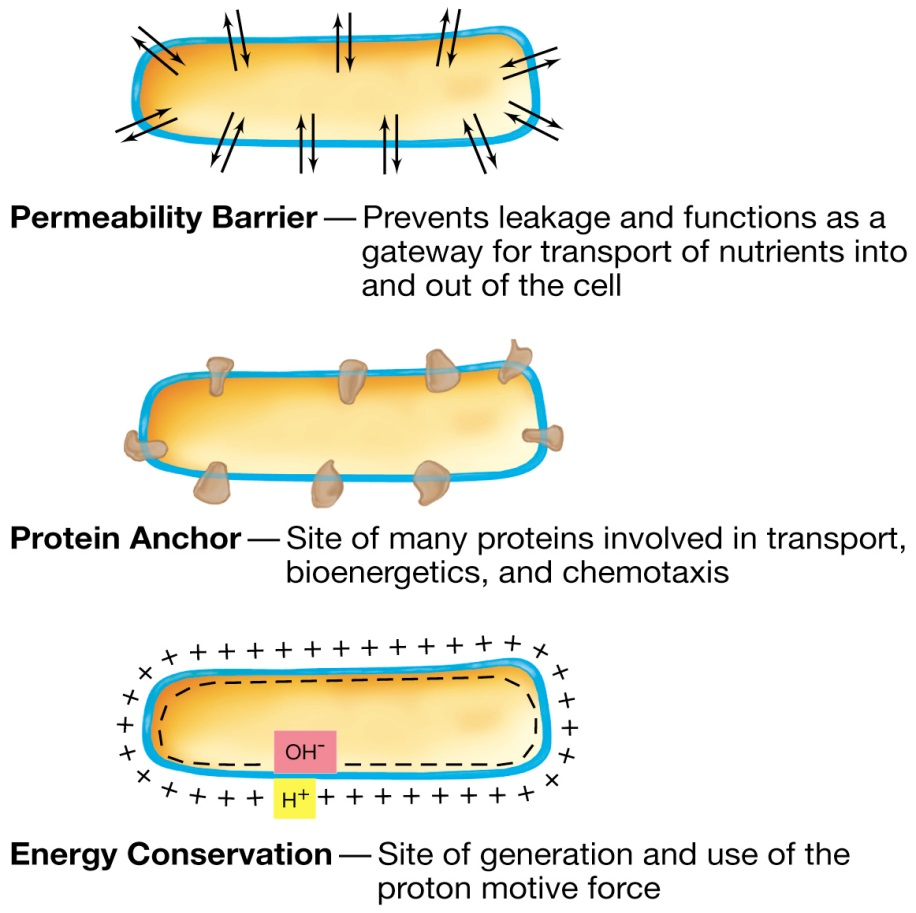 Permeability Barrier — Prevents leakage and functions as a
gateway for transport of nutrients into
and out of the cell
Protein Anchor — Site of many proteins involved in transport,
bioenergetics, and chemotaxis
+ + + + + + + + + + + + + +
OH⁻
+ + + + H⁺ + + + + + + + +
Energy Conservation — Site of generation and use of the
proton motive force